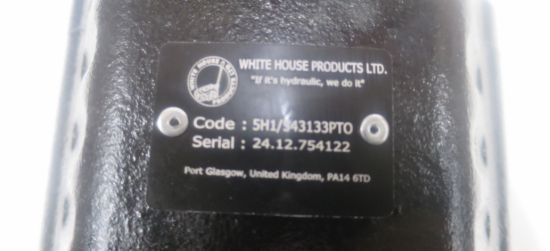 WHITE HOUSE PRODUCTS LTD.
"If it's hydraulic, we do it"
Code : 5H1/543133PTO
Serial : 24.12.754122
Port Glasgow, United Kingdom, PA14 6TD